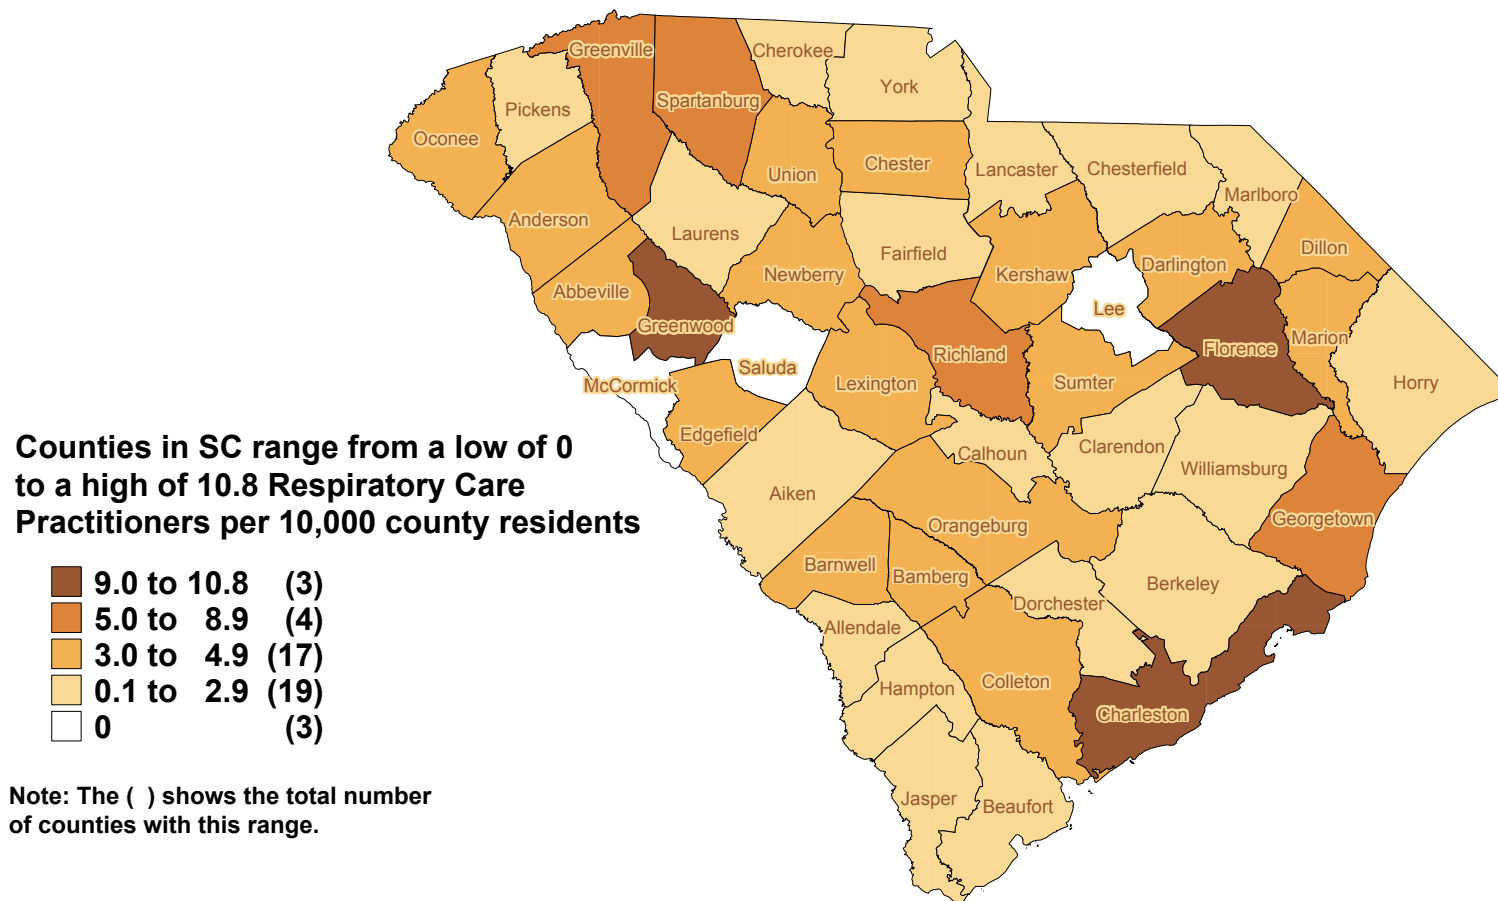 Greenville
Cherokee
York
Spartanburg
Pickens
Oconee
Chester
Union
Lancaster
Chesterfield
Marlboro
Anderson
Laurens
Fairfield
Newberry
Kershaw
Darlington
Dillon
Abbeville
Greenwood
Lee
Marion
Florence
Richland
Saluda
McCormick
Lexington
Sumter
Horry
Edgefield
Calhoun
Clarendon
Williamsburg
Aiken
Orangeburg
Georgetown
Barnwell
Bamberg
Berkeley
Dorchester
Allendale
Hampton
Colleton
Charleston
Jasper
Beaufort
Counties in SC range from a low of 0
to a high of 10.8 Respiratory Care
Practitioners per 10,000 county residents
9.0 to 10.8 (3)
5.0 to 8.9 (4)
3.0 to 4.9 (17)
0.1 to 2.9 (19)
0 (3)
Note: The ( ) shows the total number
of counties with this range.